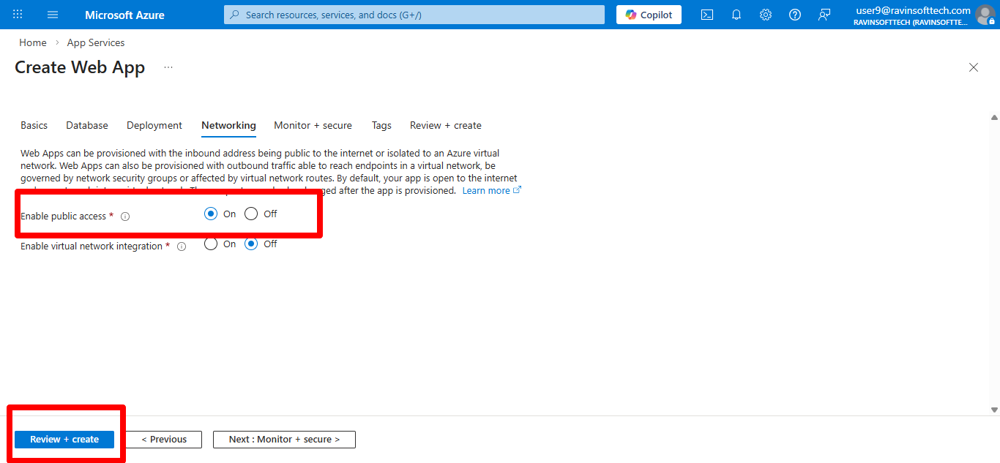 Microsoft Azure
Search resources, services, and docs (G+/)
Copilot
user9@ravinsofttech.com
RAVINSOFTTECH (RAVINSOFTTE...
Home > App Services
Create Web App ...
Basics Database Deployment Networking Monitor + secure Tags Review + create
Web Apps can be provisioned with the inbound address being public to the internet or isolated to an Azure virtual
network. Web Apps can also be provisioned with outbound traffic able to reach endpoints in a virtual network, be
governed by network security groups or affected by virtual network routes. By default, your app is open to the internet
after the app is provisioned. Learn more
Enable public access * On Off
Enable virtual network integration * On Off
Review + create < Previous Next : Monitor + secure >